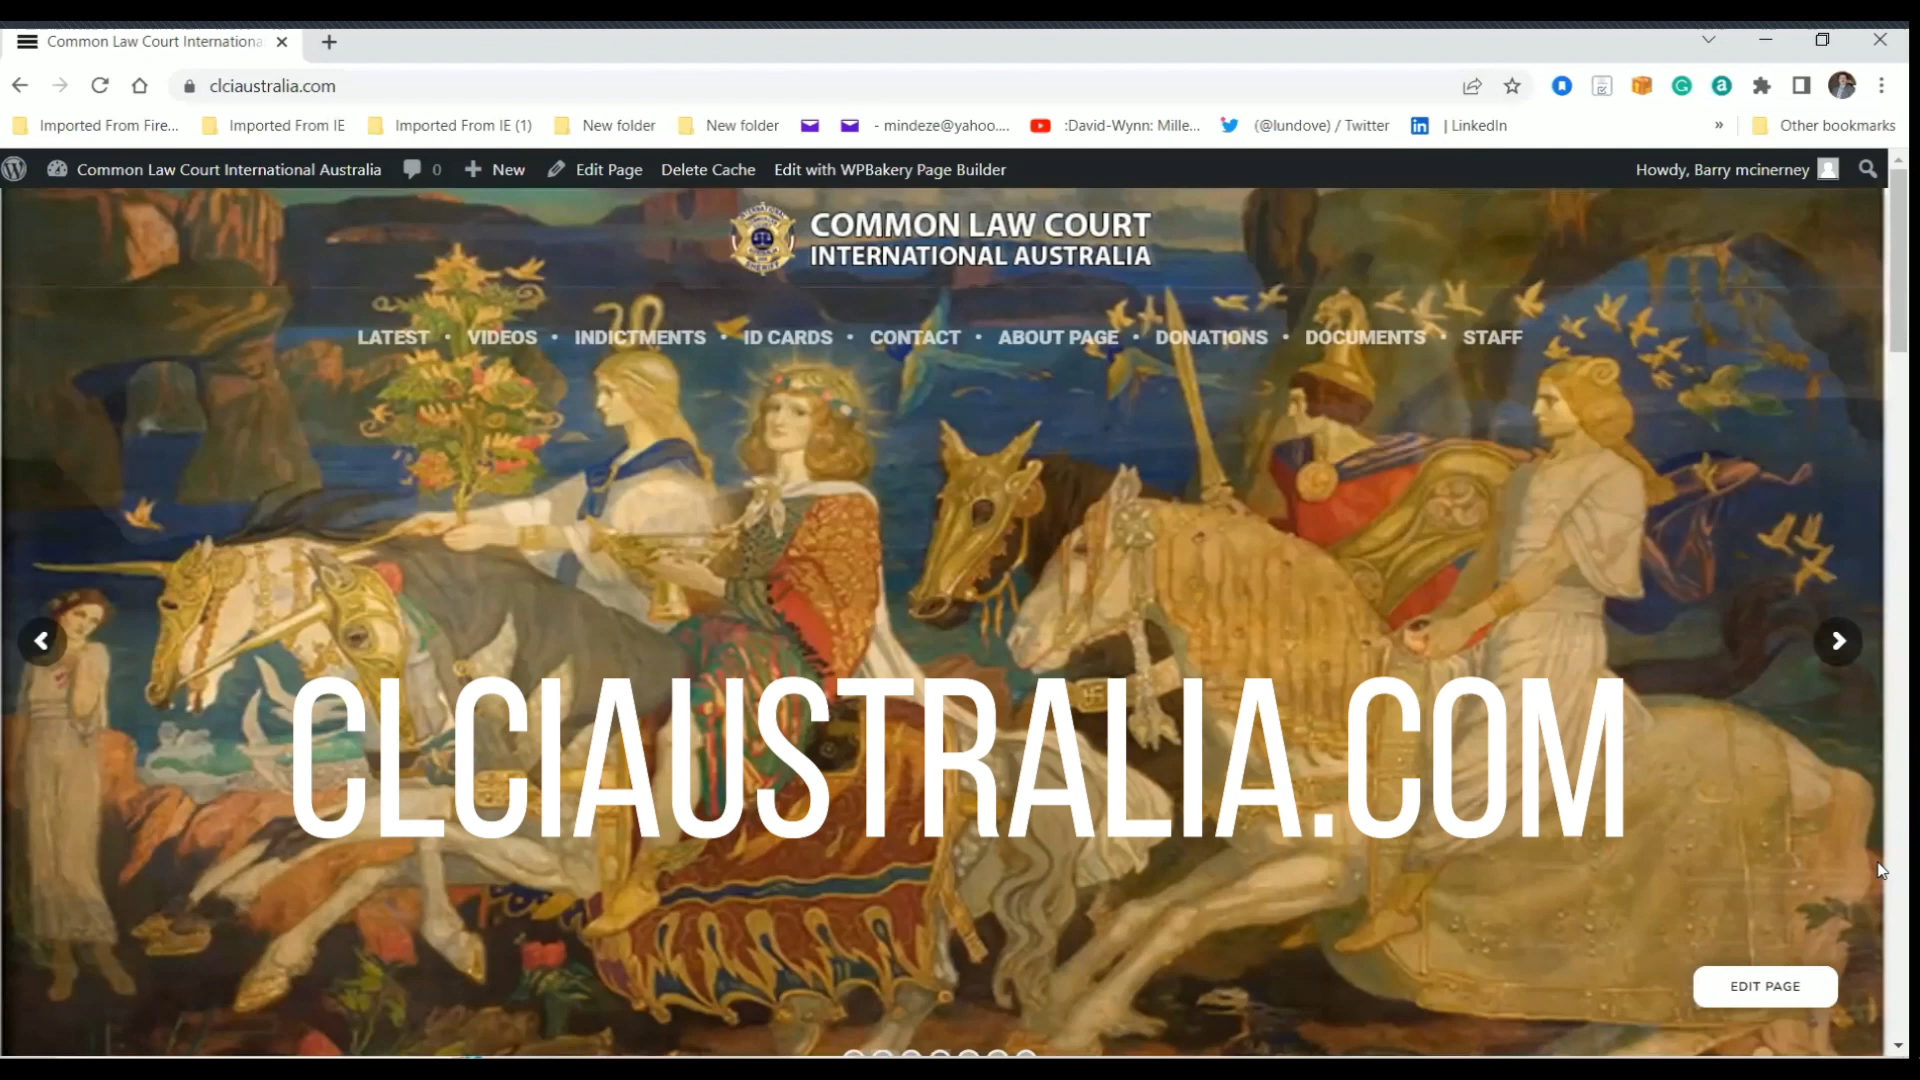 Common Law Court Internationa
clciaustralia.com
Imported From Fire... Imported From IE Imported From IE (1) New folder New folder - mindeze@yahoo.... :David-Wynn: Mille... (@lundove) / Twitter | LinkedIn » Other bookmarks
Common Law Court International Australia 0 New Edit Page Delete Cache Edit with WPBakery Page Builder Howdy, Barry mcinerney
COMMON LAW COURT
INTERNATIONAL AUSTRALIA
LATEST • VIDEOS • INDICTMENTS • ID CARDS • CONTACT • ABOUT PAGE • DONATIONS • DOCUMENTS • STAFF
CLCIAUSTRALIA.COM
EDIT PAGE